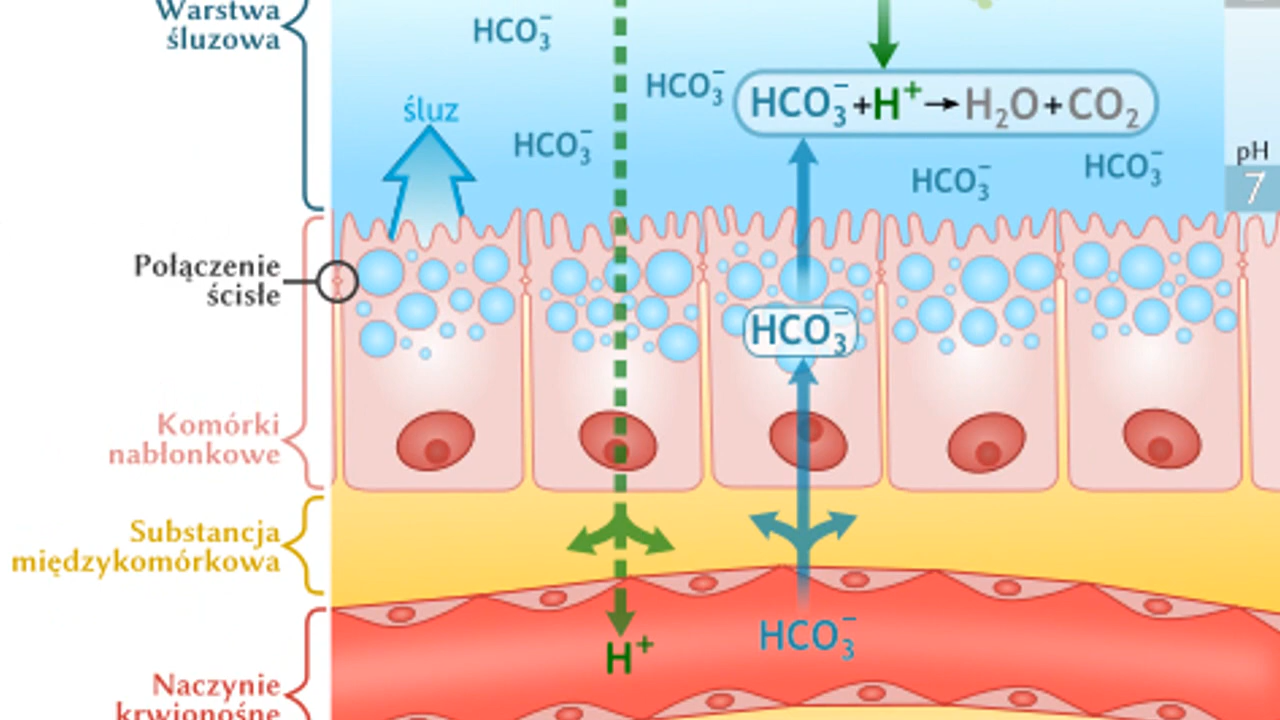 Warstwa
śluzowa
HCO₃⁻
HCO₃⁻
HCO₃⁻ + H⁺ → H₂O + CO₂
śluz
HCO₃⁻
HCO₃⁻
HCO₃⁻
pH
7
Połączenie
ścisłe
HCO₃⁻
Komórki
nabłonkowe
Substancja
międzykomórkowa
H⁺
HCO₃⁻
Naczynie
krwionośne